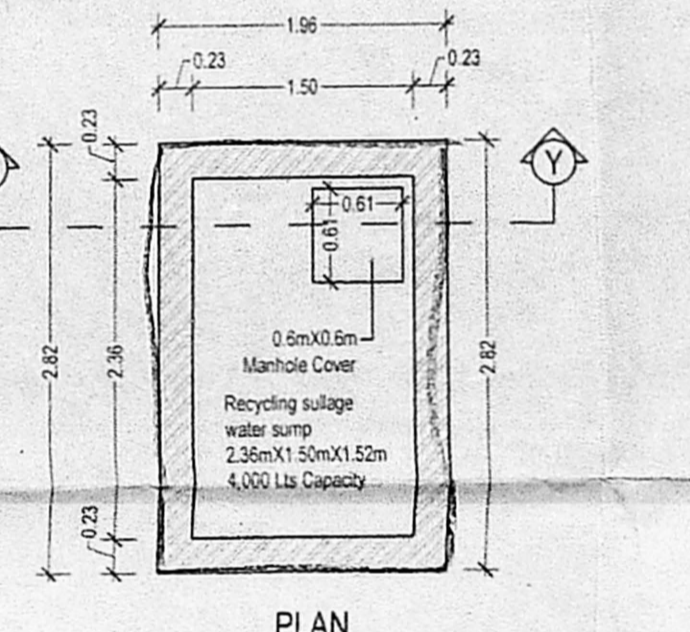 1.96
0.23
1.50
0.23
0.23
Y
0.61
0.61
2.82
2.36
2.82
0.6mX0.6m
Manhole Cover
Recycling sullage
water sump
2.36mX1.50mX1.52m
4,000 Lts Capacity
0.23
PLAN